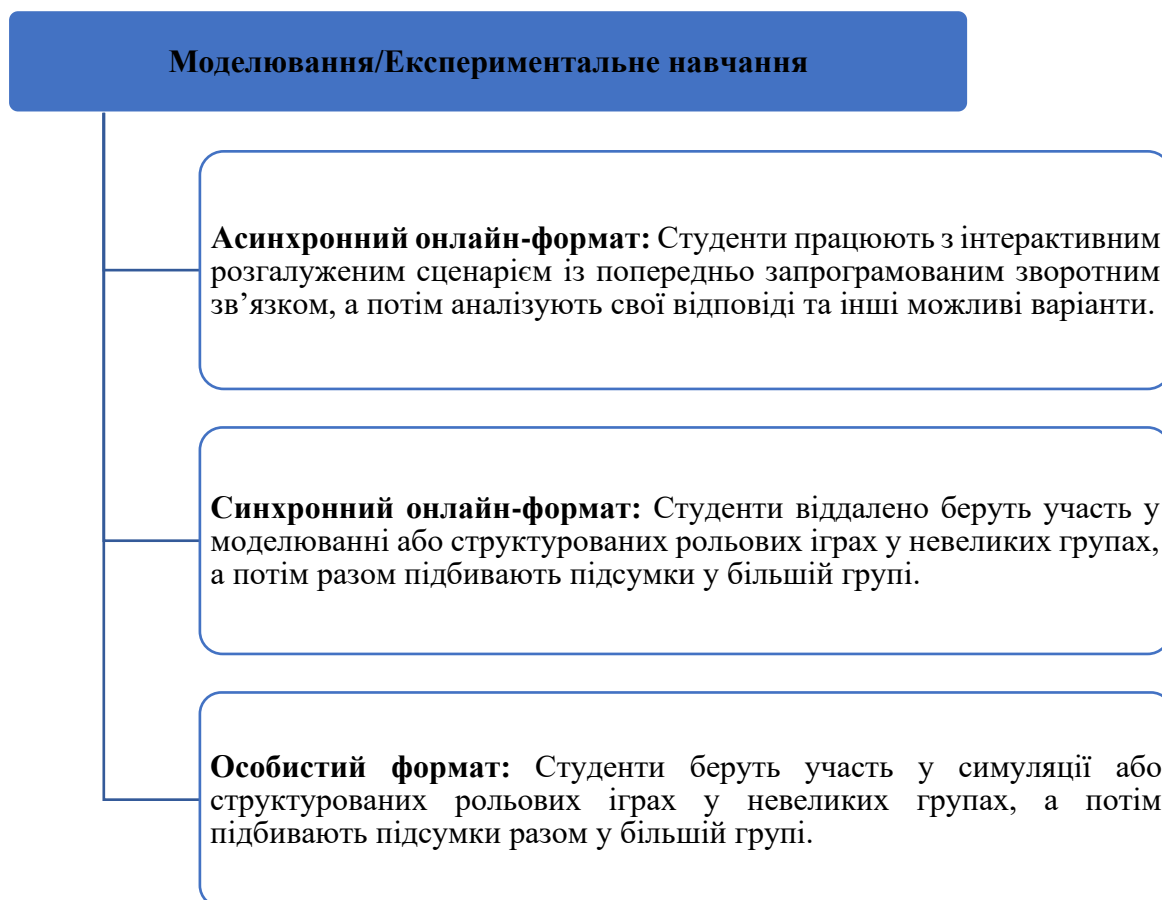 Моделювання/Експериментальне навчання
Асинхронний онлайн-формат: Студенти працюють з інтерактивним
розгалуженим сценарієм із попередньо запрограмованим зворотним
зв’язком, а потім аналізують свої відповіді та інші можливі варіанти.
Синхронний онлайн-формат: Студенти віддалено беруть участь у
моделюванні або структурованих рольових іграх у невеликих групах,
а потім разом підбивають підсумки у більшій групі.
Особистий формат: Студенти беруть участь у симуляції або
структурованих рольових іграх у невеликих групах, а потім
підбивають підсумки разом у більшій групі.